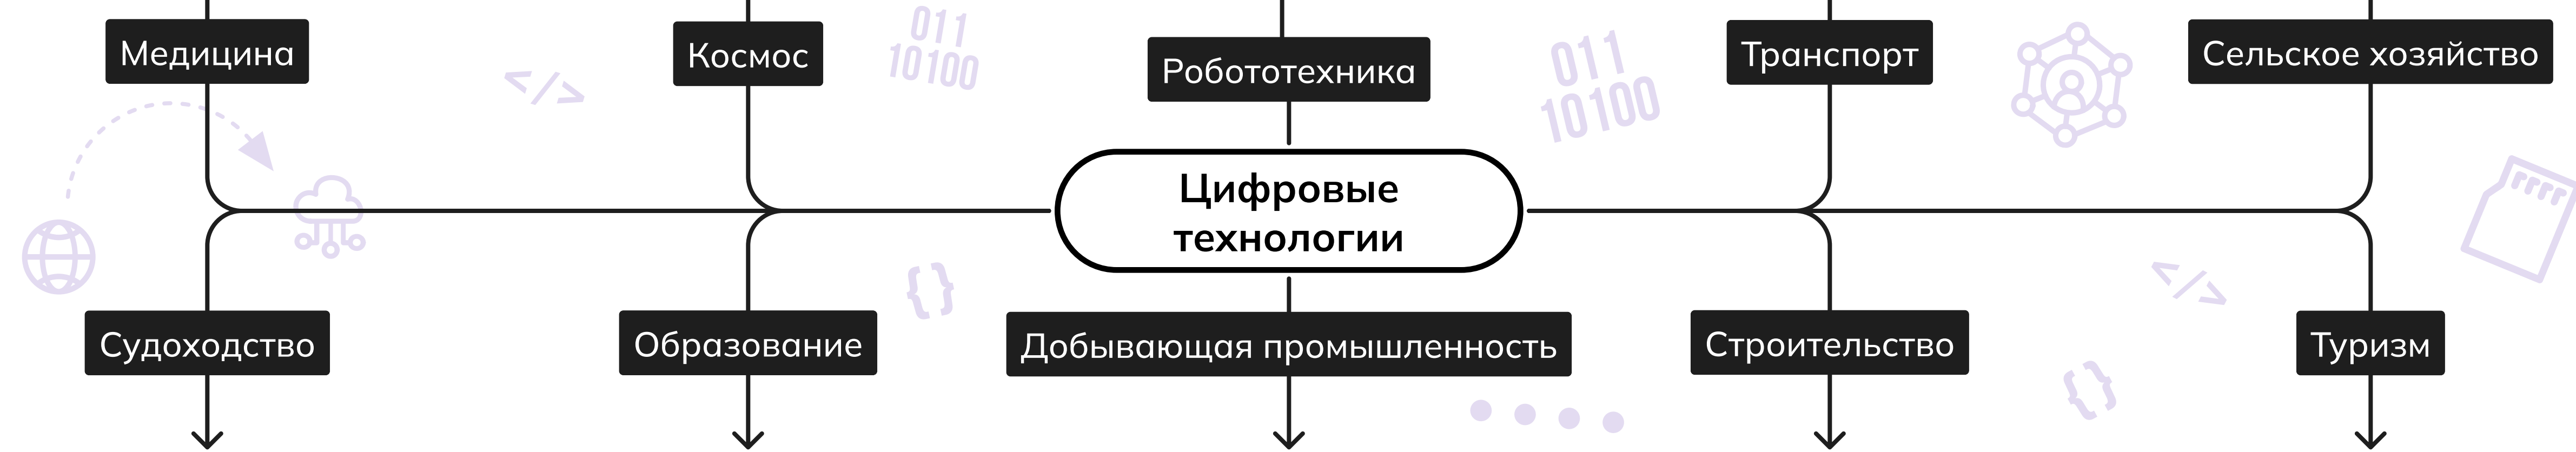 Медицина
Космос
011
10100
Робототехника
011
10100
Транспорт
Сельское хозяйство
</>
Цифровые
технологии
{ }
</>
Судоходство
Образование
Добывающая промышленность
Строительство
Туризм
{ }